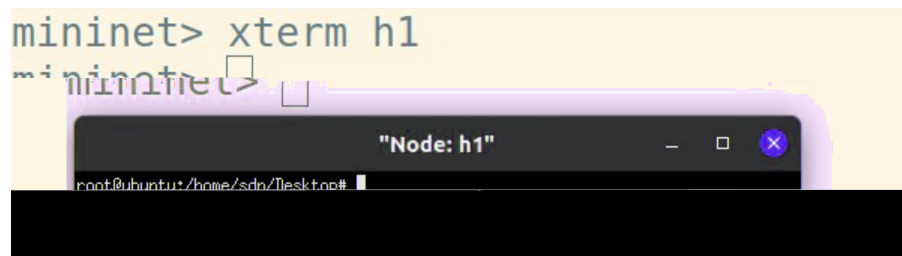 mininet> xterm h1
mininet>
"Node: h1"
root@ubuntu:/home/sdn/Desktop#